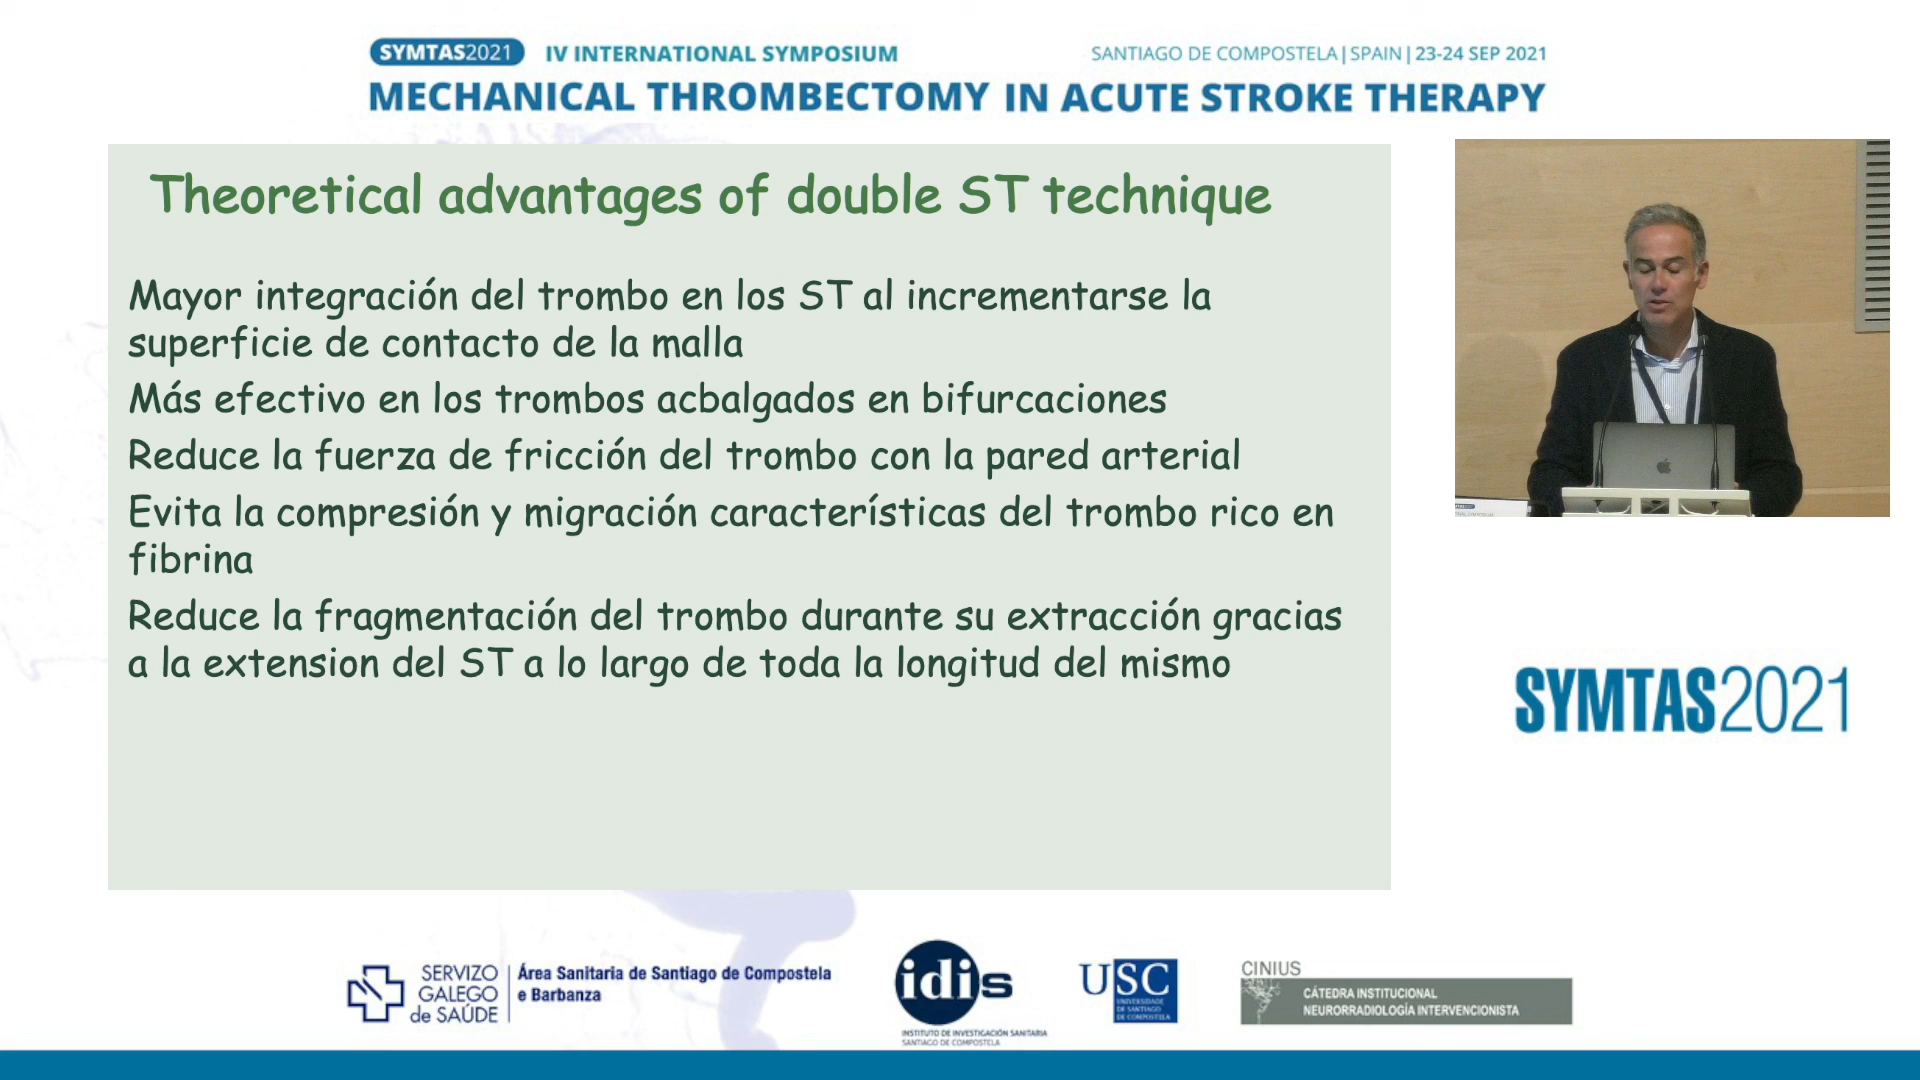 SYMTAS2021 IV INTERNATIONAL SYMPOSIUM SANTIAGO DE COMPOSTELA | SPAIN | 23-24 SEP 2021
MECHANICAL THROMBECTOMY IN ACUTE STROKE THERAPY
Theoretical advantages of double ST technique
Mayor integración del trombo en los ST al incrementarse la
superficie de contacto de la malla
Más efectivo en los trombos acbalgados en bifurcaciones
Reduce la fuerza de fricción del trombo con la pared arterial
Evita la compresión y migración características del trombo rico en
fibrina
Reduce la fragmentación del trombo durante su extracción gracias
a la extension del ST a lo largo de toda la longitud del mismo
SYMTAS2021
SERVIZO
GALEGO
de SAÚDE
Área Sanitaria de Santiago de Compostela
e Barbanza
idis
INSTITUTO DE INVESTIGACIÓN SANITARIA
SANTIAGO DE COMPOSTELA
USC
UNIVERSIDADE
DE SANTIAGO
DE COMPOSTELA
CINIUS
CÁTEDRA INSTITUCIONAL
NEURORRADIOLOGÍA INTERVENCIONISTA